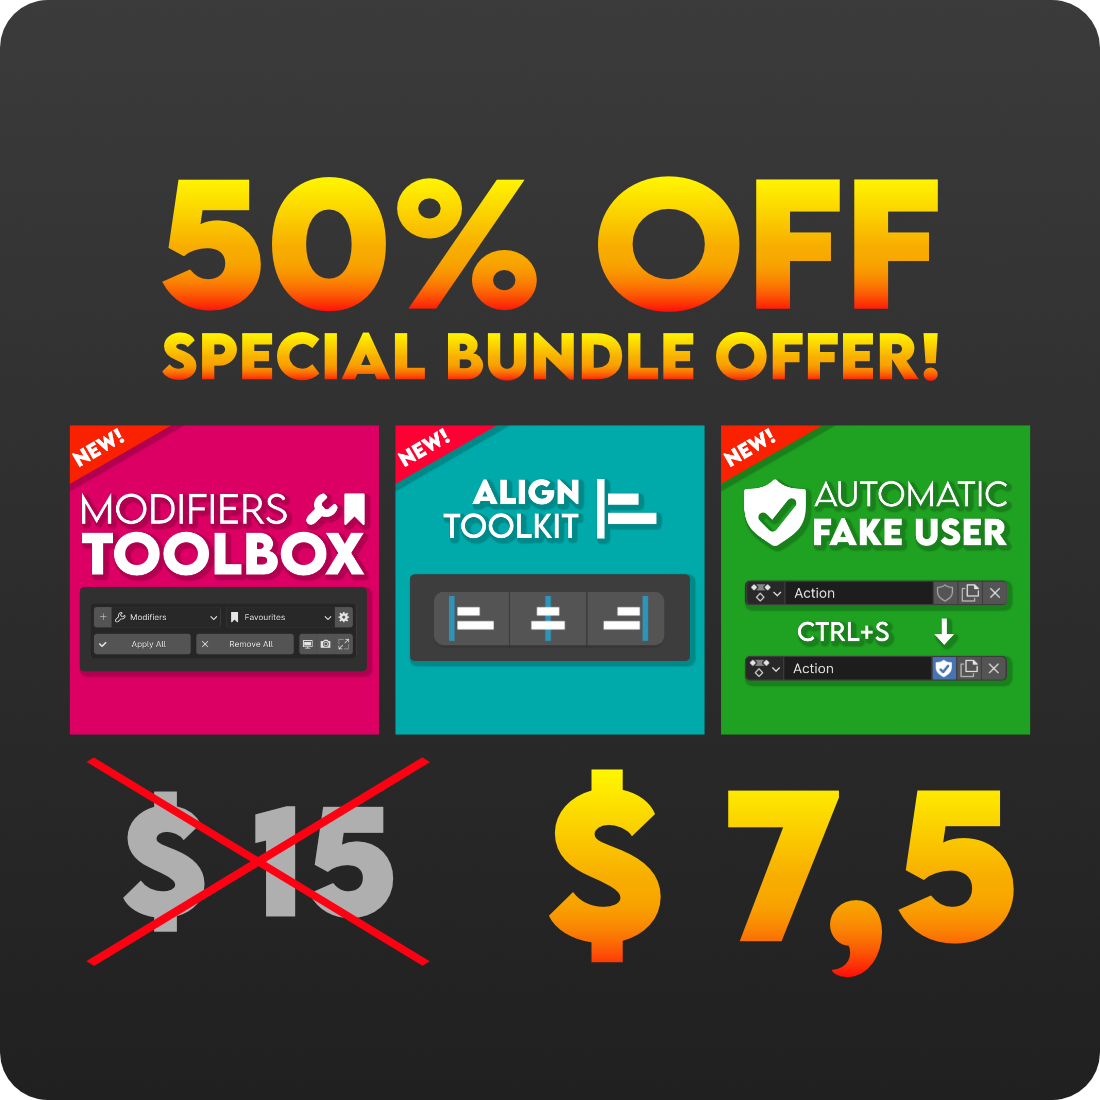 50% OFF
SPECIAL BUNDLE OFFER!
NEW!
MODIFIERS
TOOLBOX
Modifiers
Favourites
Apply All
Remove All
NEW!
ALIGN
TOOLKIT
NEW!
AUTOMATIC
FAKE USER
Action
CTRL+S
Action
$ 15
$ 7,5